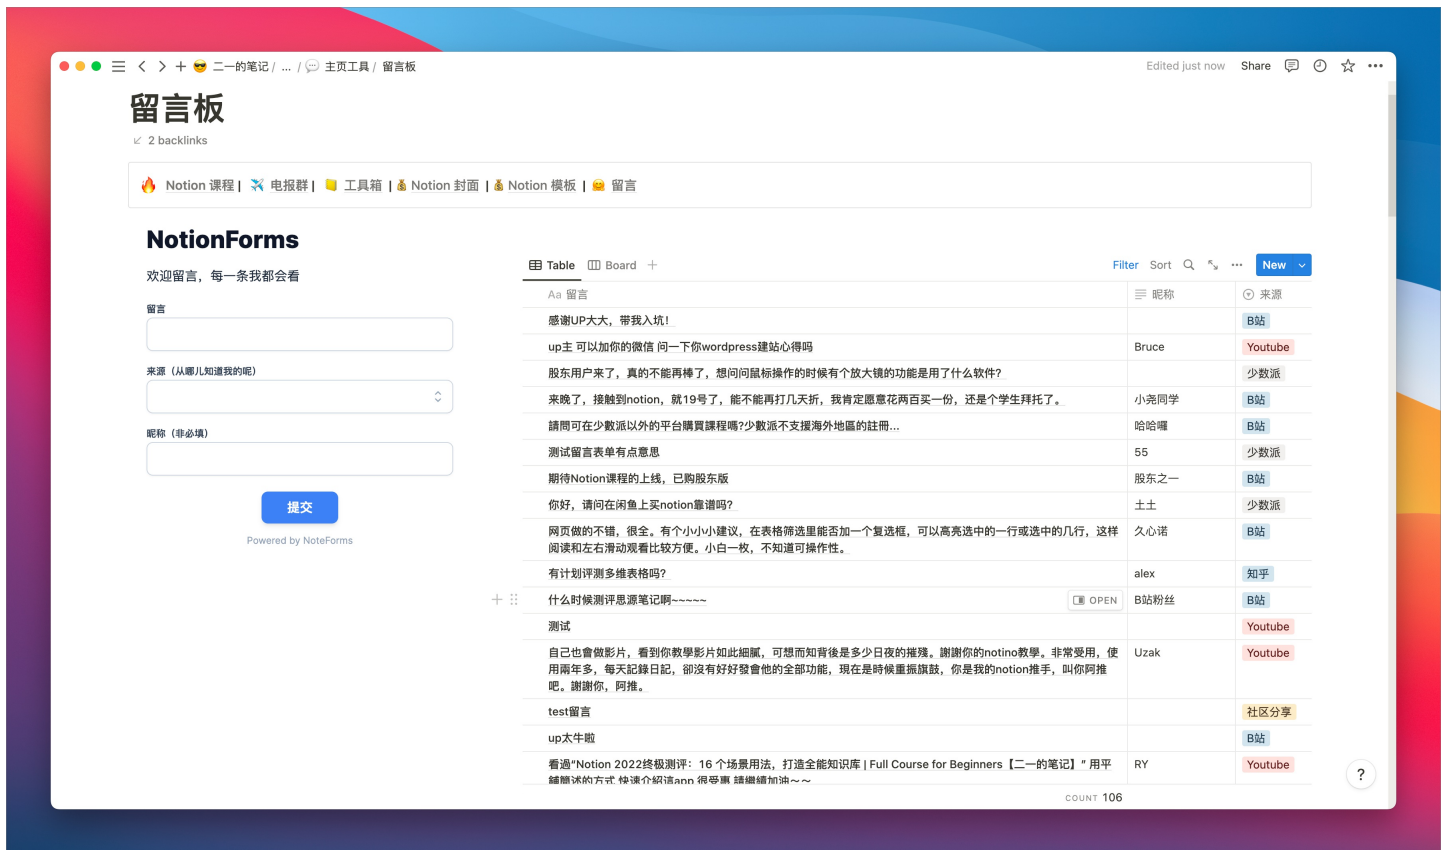 二一的笔记 / ... / 主页工具 / 留言板
Edited just now Share
留言板
2 backlinks
Notion 课程 | 电报群 | 工具箱 | Notion 封面 | Notion 模板 | 留言
NotionForms
欢迎留言，每一条我都会看
留言
来源（从哪儿知道我的呢）
昵称（非必填）
提交
Powered by NoteForms
Table Board
Filter Sort New
Aa 留言 昵称 来源
感谢UP大大，带我入坑！ B站
up主 可以加你的微信 问一下你wordpress建站心得吗 Bruce Youtube
股东用户来了，真的不能再棒了，想问问鼠标操作的时候有个放大镜的功能是用了什么软件？ 少数派
来晚了，接触到notion，就19号了，能不能再打几天折，我肯定愿意花两百买一份，还是个学生拜托了。 小尧同学 B站
請問可在少數派以外的平台購買課程嗎?少數派不支援海外地區的註冊... 哈哈囉 B站
测试留言表单有点意思 55 少数派
期待Notion课程的上线，已购股东版 股东之一 B站
你好，请问在闲鱼上买notion靠谱吗？ 土土 少数派
网页做的不错，很全。有个小小小建议，在表格筛选里能否加一个复选框，可以高亮选中的一行或选中的几行，这样 久心诺 B站
阅读和左右滑动观看比较方便。小白一枚，不知道可操作性。
有计划评测多维表格吗？ alex 知乎
什么时候测评思源笔记啊~~~~~ OPEN B站粉丝 B站
测试 Youtube
自己也會做影片，看到你教學影片如此細膩，可想而知背後是多少日夜的摧殘。謝謝你的notino教學。非常受用，使 Uzak Youtube
用兩年多，每天記錄日記，卻沒有好好發會他的全部功能，現在是時候重振旗鼓，你是我的notion推手，叫你阿推
吧。謝謝你，阿推。
test留言 社区分享
up太牛啦 B站
看過“Notion 2022终极测评：16 个场景用法，打造全能知识库 | Full Course for Beginners【二一的笔记】” 用平 RY Youtube
舖簡述的方式 快速介紹這app 很受惠 請繼續加油～～
COUNT 106
?